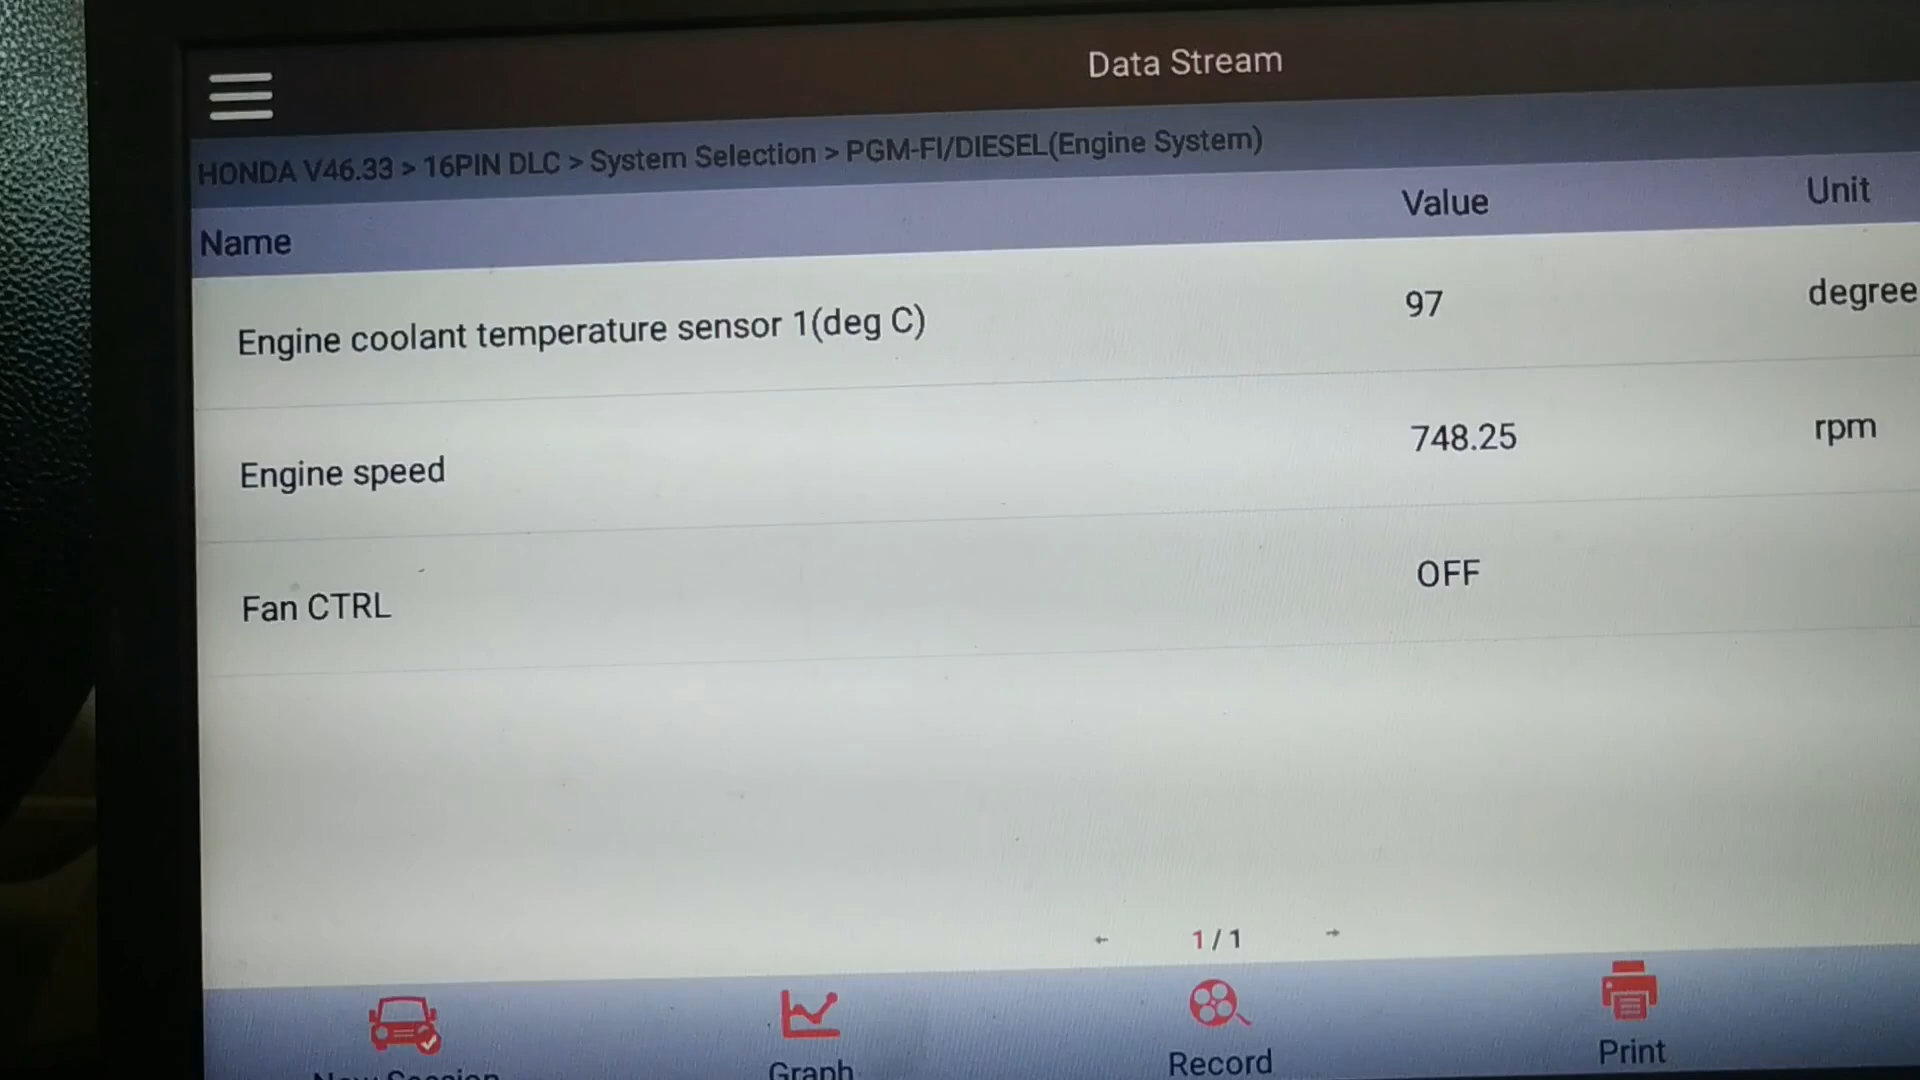 Data Stream
HONDA V46.33 > 16PIN DLC > System Selection > PGM-FI/DIESEL(Engine System)
Name Value Unit
Engine coolant temperature sensor 1(deg C) 97 degree
Engine speed 748.25 rpm
Fan CTRL OFF
1 / 1
New Session Graph Record Print